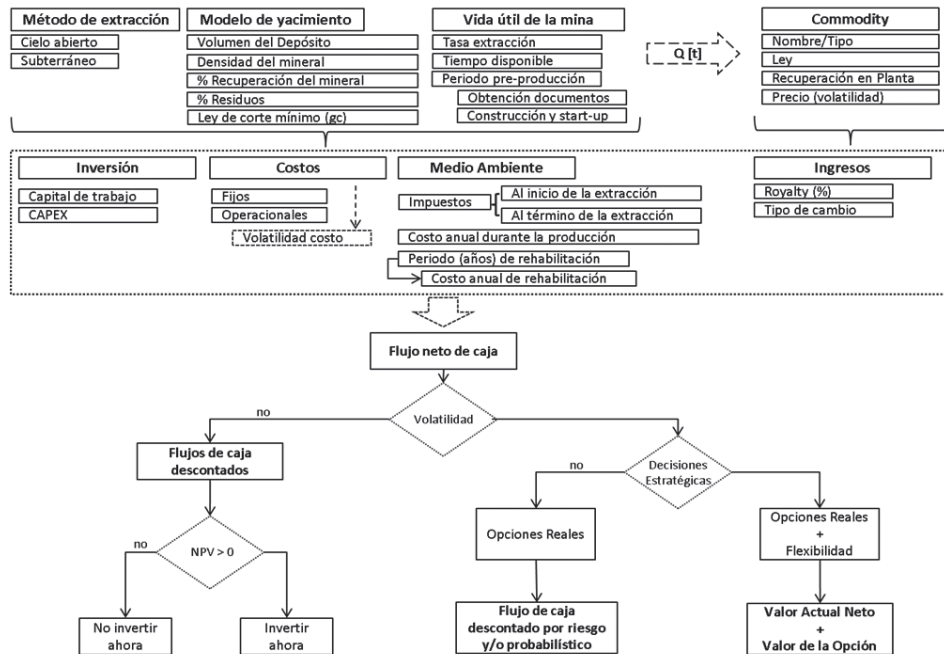 Método de extracción
Cielo abierto
Subterráneo
Modelo de yacimiento
Volumen del Depósito
Densidad del mineral
% Recuperación del mineral
% Residuos
Ley de corte mínimo (gc)
Vida útil de la mina
Tasa extracción
Tiempo disponible
Periodo pre-producción
Obtención documentos
Construcción y start-up
Q [t]
Commodity
Nombre/Tipo
Ley
Recuperación en Planta
Precio (volatilidad)
Inversión
Capital de trabajo
CAPEX
Costos
Fijos
Operacionales
Volatilidad costo
Medio Ambiente
Impuestos
Al inicio de la extracción
Al término de la extracción
Costo anual durante la producción
Periodo (años) de rehabilitación
Costo anual de rehabilitación
Ingresos
Royalty (%)
Tipo de cambio
Flujo neto de caja
Volatilidad
no
Flujos de caja
descontados
NPV > 0
no
No invertir
ahora
Invertir
ahora
Decisiones
Estratégicas
no
Opciones Reales
Flujo de caja
descontado por riesgo
y/o probabilístico
Opciones Reales
+
Flexibilidad
Valor Actual Neto
+
Valor de la Opción